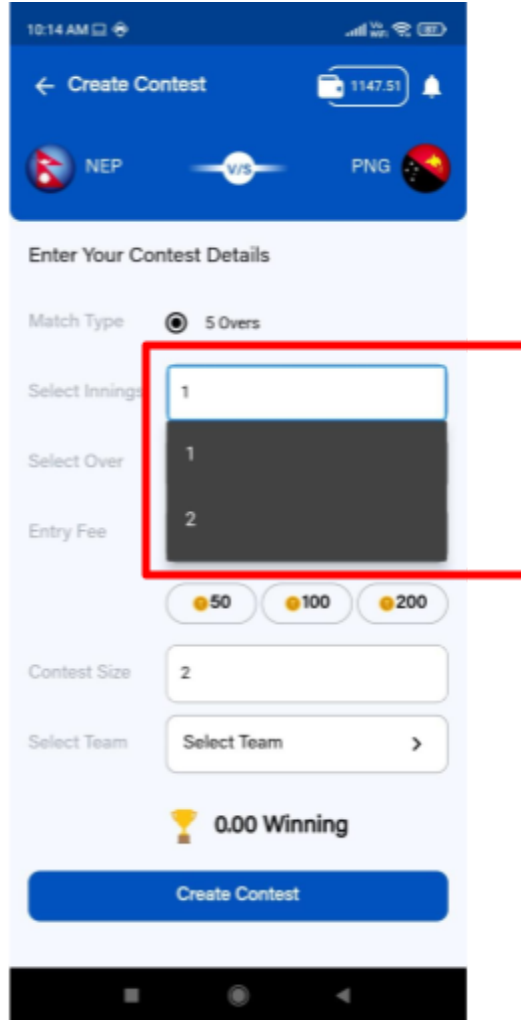 10:14 AM
87
Create Contest
1147.51
NEP
V/S
PNG
Enter Your Contest Details
Match Type
5 Overs
Select Innings
1
1
Select Over
2
Entry Fee
50
100
200
Contest Size
2
Select Team
Select Team
0.00 Winning
Create Contest